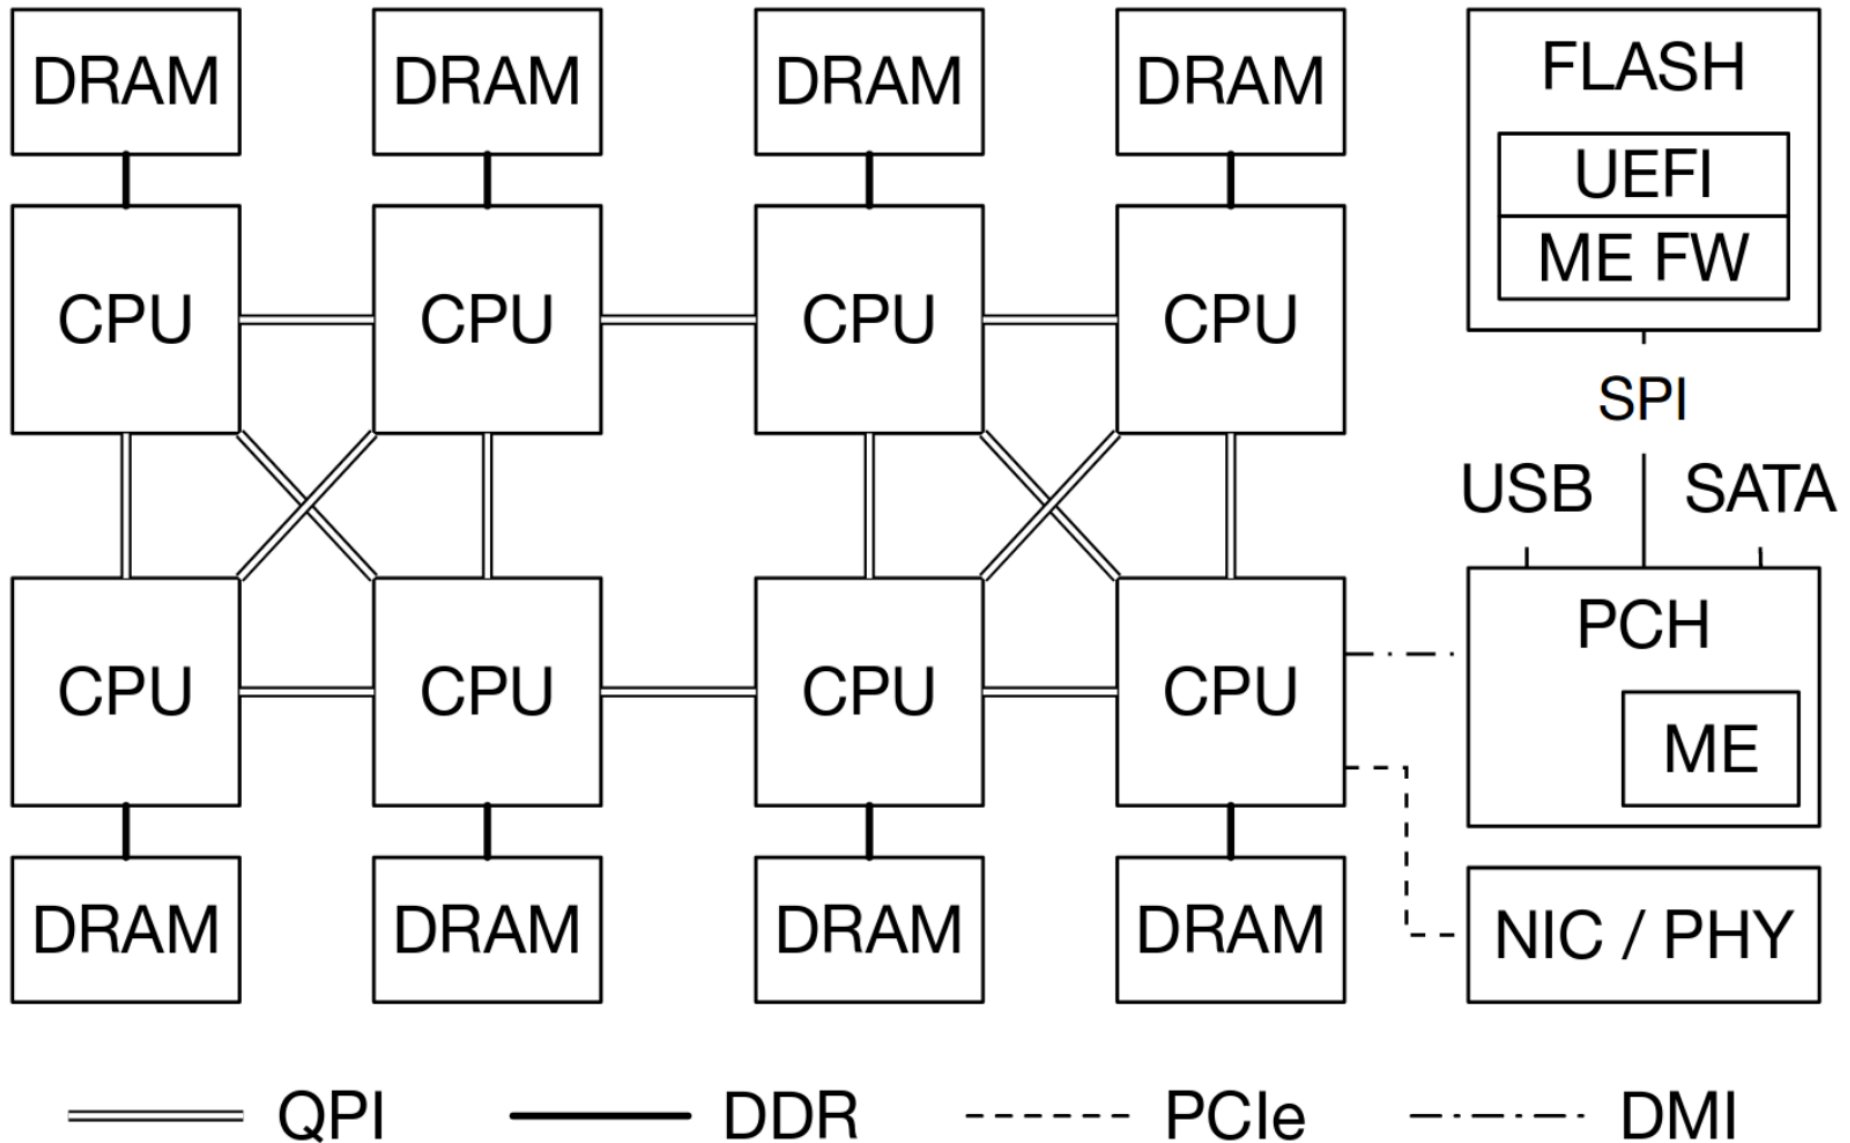 DRAM DRAM DRAM DRAM
FLASH
UEFI
ME FW
CPU CPU CPU CPU
SPI
USB SATA
PCH
CPU CPU CPU CPU
ME
DRAM DRAM DRAM DRAM
NIC / PHY
QPI DDR PCIe DMI